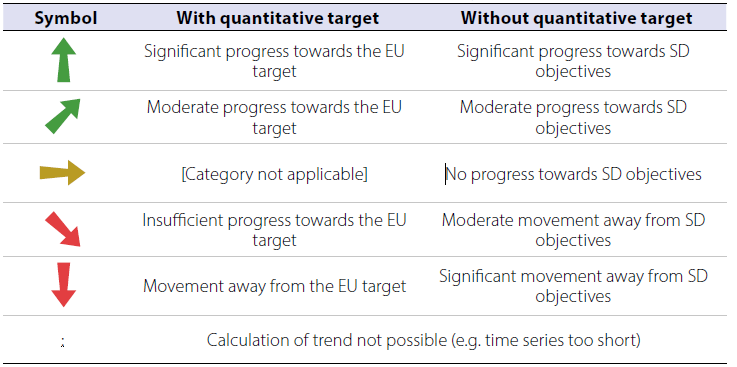 Symbol With quantitative target Without quantitative target
Significant progress towards the EU target Significant progress towards SD objectives
Moderate progress towards the EU target Moderate progress towards SD objectives
[Category not applicable] No progress towards SD objectives
Insufficient progress towards the EU target Moderate movement away from SD objectives
Movement away from the EU target Significant movement away from SD objectives
: Calculation of trend not possible (e.g. time series too short)